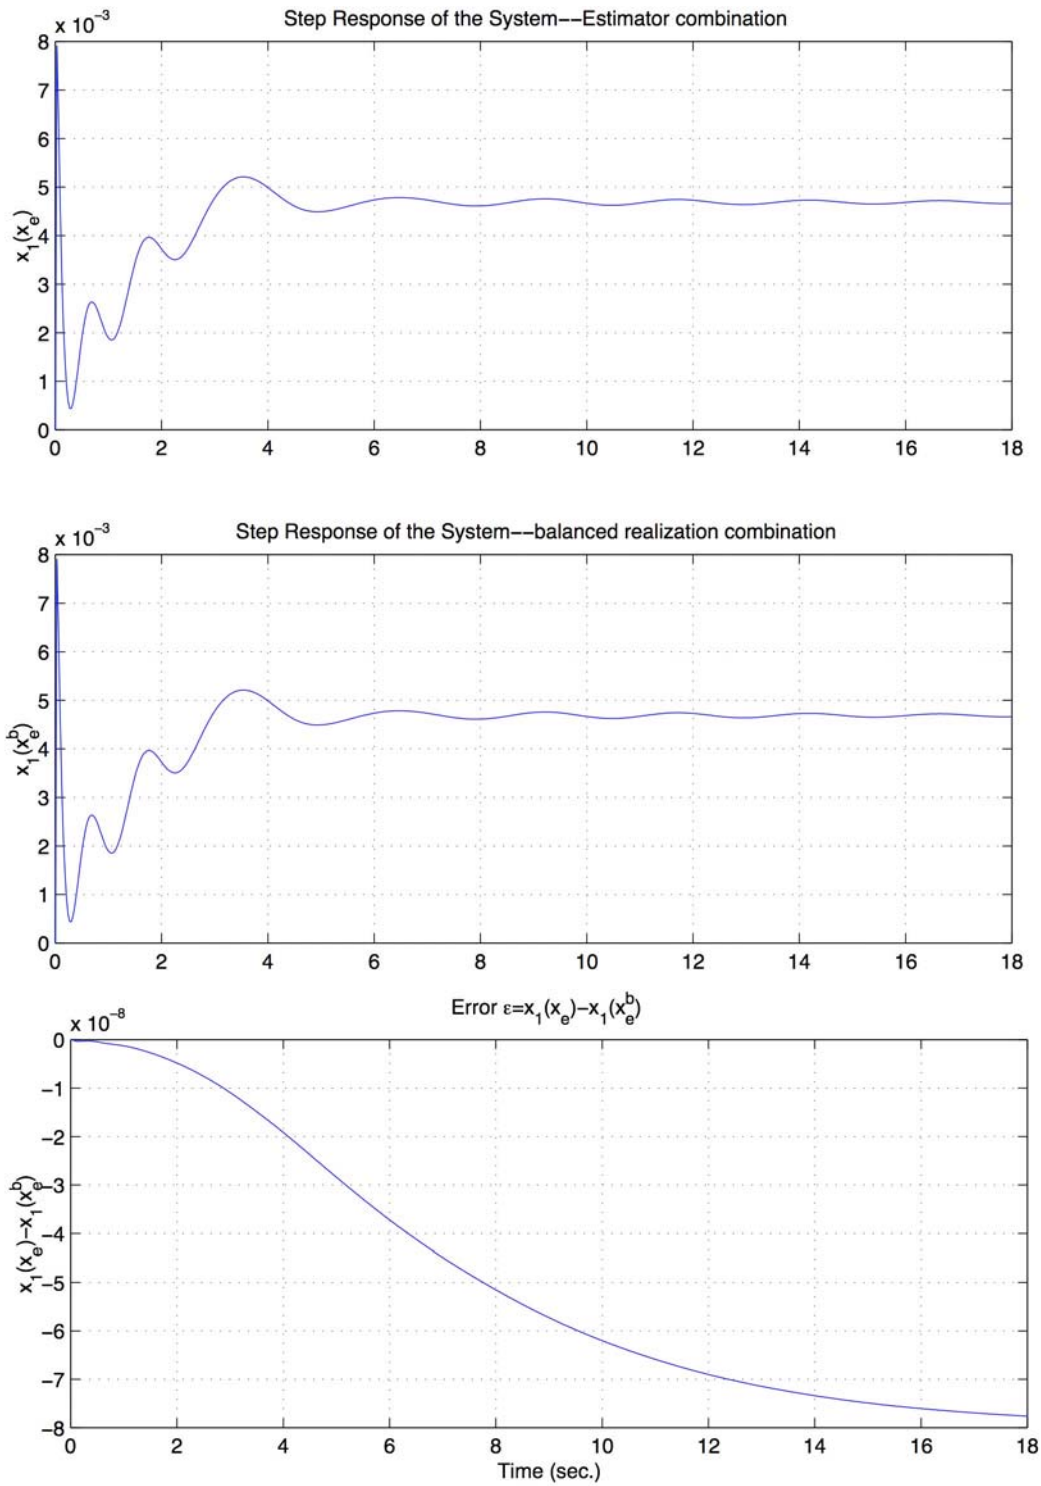 Step Response of the System−−Estimator combination
x 10⁻³
8
7
6
5
4
3
2
1
0
x₁(xₑ)
0 2 4 6 8 10 12 14 16 18
Step Response of the System−−balanced realization combination
x 10⁻³
8
7
6
5
4
3
2
1
0
x₁(xₑᵇ)
0 2 4 6 8 10 12 14 16 18
Error ε=x₁(xₑ)−x₁(xₑᵇ)
x 10⁻⁸
0
−1
−2
−3
−4
−5
−6
−7
−8
x₁(xₑ)−x₁(xₑᵇ)
0 2 4 6 8 10 12 14 16 18
Time (sec.)